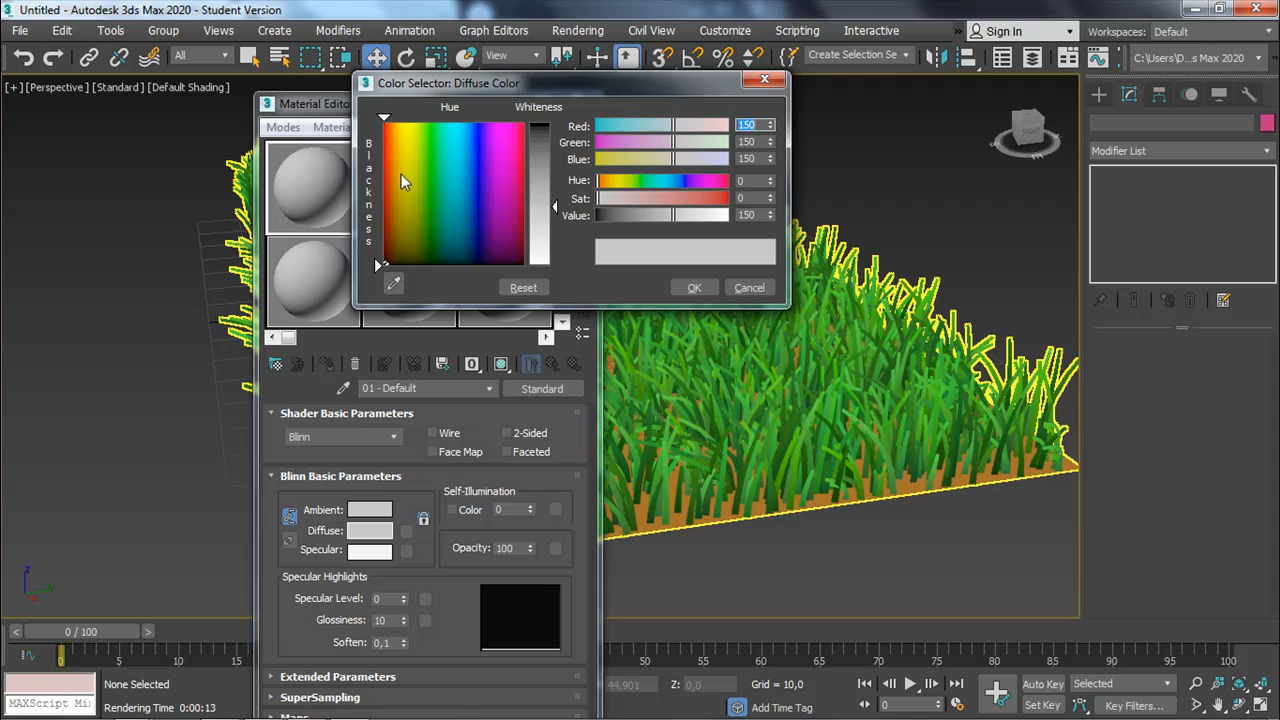 Untitled - Autodesk 3ds Max 2020 - Student Version
File Edit Tools Group Views Create Modifiers Animation Graph Editors Rendering Civil View Customize Scripting Interactive » Sign In Workspaces: Default
All View Create Selection Se C:\Users\D... Max 2020
[+] [Perspective] [Standard] [Default Shading]
Material Edito
Modes Materia
3 Color Selector: Diffuse Color
Hue Whiteness
Blackness
Red: 150
Green: 150
Blue: 150
Hue: 0
Sat: 0
Value: 150
Reset OK Cancel
Modifier List
01 - Default Standard
Shader Basic Parameters
Blinn Wire 2-Sided
Face Map Faceted
Blinn Basic Parameters
Self-Illumination
Ambient: Color 0
Diffuse:
Specular: Opacity: 100
Specular Highlights
Specular Level: 0
Glossiness: 10
Soften: 0,1
Extended Parameters
SuperSampling
Maps
z
< 0 / 100 >
0 5 10 15 50 55 60 65 70 75 80 85 90 95 100
None Selected 44,901 Z: 0,0 Grid = 10,0 Auto Key Selected
MAXScript Mi Rendering Time 0:00:13 Add Time Tag 0 Set Key Key Filters...